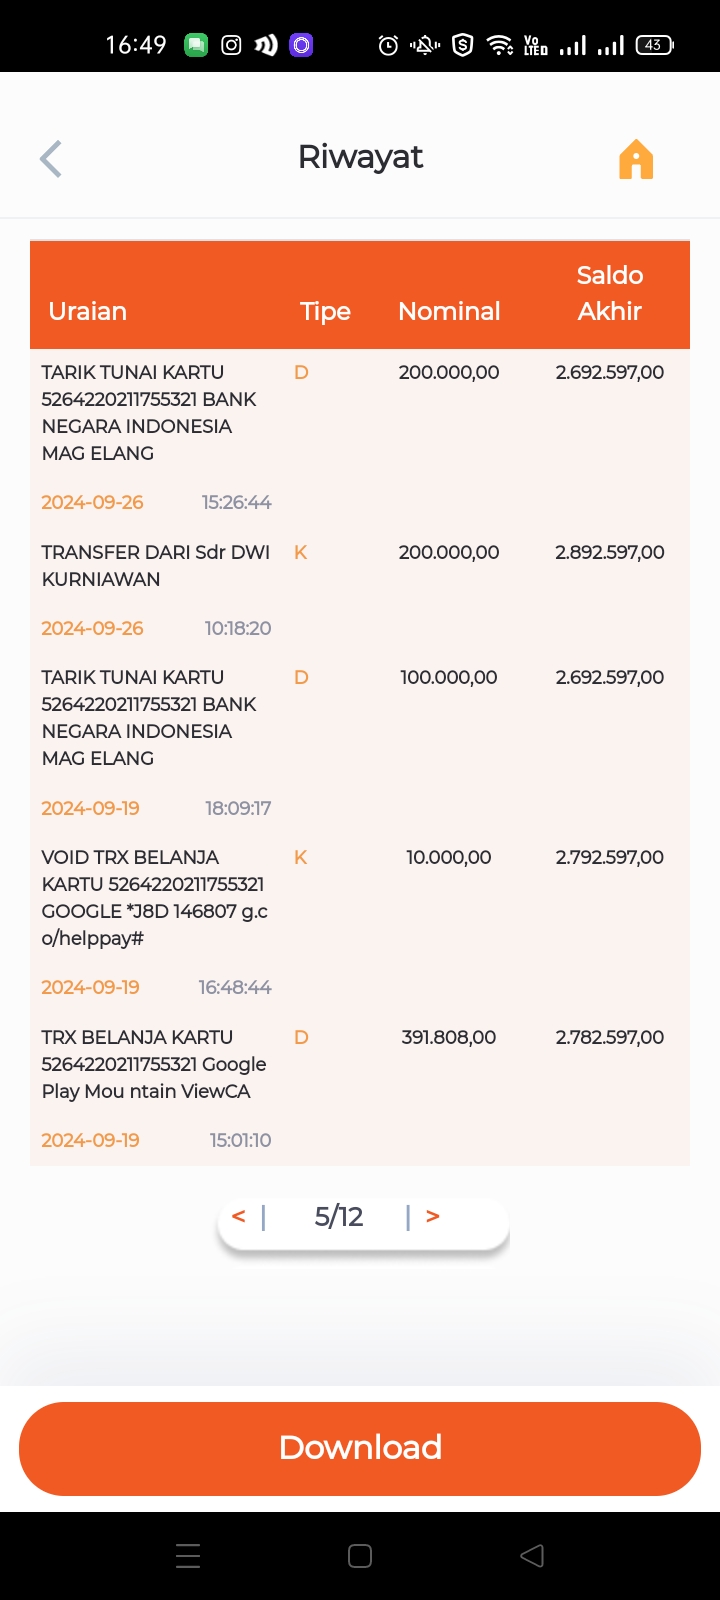 16:49
Vo
LTED
43
Riwayat
Uraian Tipe Nominal Saldo
Akhir
TARIK TUNAI KARTU D 200.000,00 2.692.597,00
5264220211755321 BANK
NEGARA INDONESIA
MAG ELANG
2024-09-26 15:26:44
TRANSFER DARI Sdr DWI K 200.000,00 2.892.597,00
KURNIAWAN
2024-09-26 10:18:20
TARIK TUNAI KARTU D 100.000,00 2.692.597,00
5264220211755321 BANK
NEGARA INDONESIA
MAG ELANG
2024-09-19 18:09:17
VOID TRX BELANJA K 10.000,00 2.792.597,00
KARTU 5264220211755321
GOOGLE *J8D 146807 g.c
o/helppay#
2024-09-19 16:48:44
TRX BELANJA KARTU D 391.808,00 2.782.597,00
5264220211755321 Google
Play Mou ntain ViewCA
2024-09-19 15:01:10
< | 5/12 | >
Download